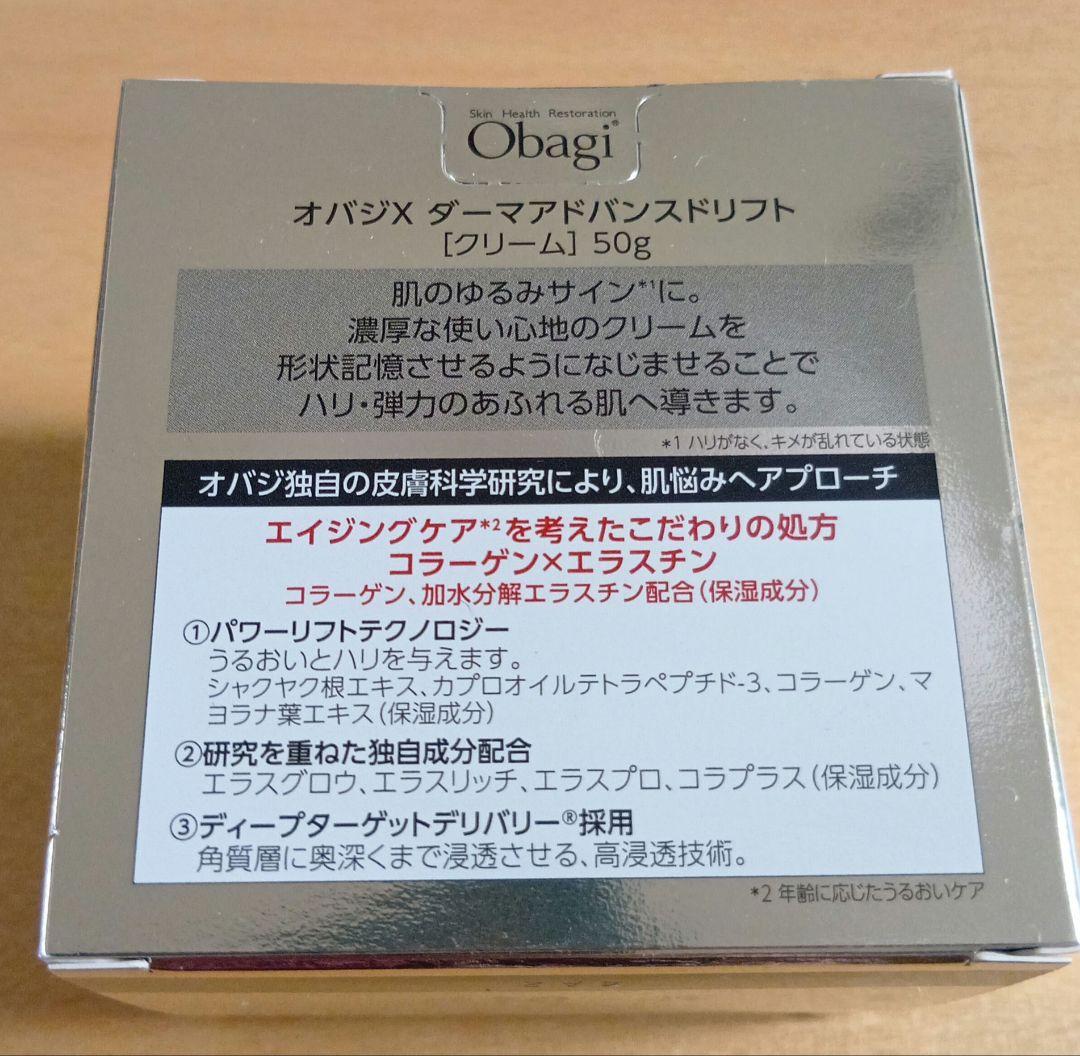 Skin Health Restoration
Obagi®
オバジX ダーマアドバンスドリフト
[クリーム] 50g
肌のゆるみサイン*1に。
濃厚な使い心地のクリームを
形状記憶させるようになじませることで
ハリ・弾力のあふれる肌へ導きます。
*1 ハリがなく、キメが乱れている状態
オバジ独自の皮膚科学研究により、肌悩みへアプローチ
エイジングケア*2を考えたこだわりの処方
コラーゲン×エラスチン
コラーゲン、加水分解エラスチン配合(保湿成分)
①パワーリフトテクノロジー
うるおいとハリを与えます。
シャクヤク根エキス、カプロオイルテトラペプチド-3、コラーゲン、マ
ヨラナ葉エキス(保湿成分)
②研究を重ねた独自成分配合
エラスグロウ、エラスリッチ、エラスプロ、コラプラス(保湿成分)
③ディープターゲットデリバリー®採用
角質層に奥深くまで浸透させる、高浸透技術。
*2 年齢に応じたうるおいケア